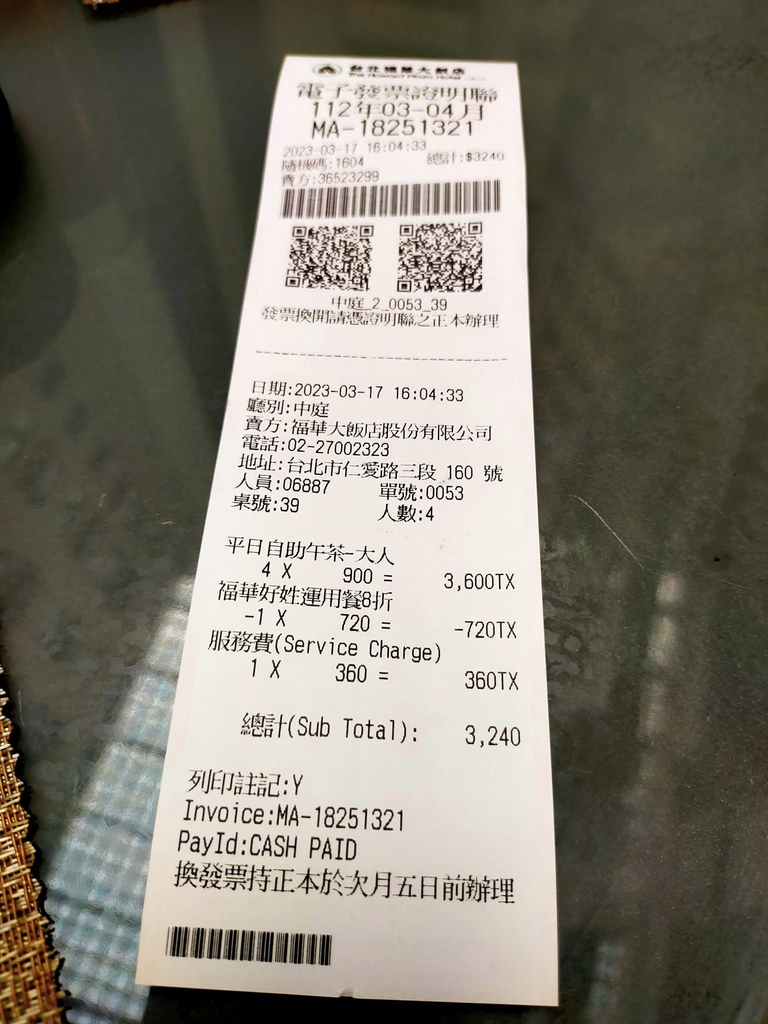 台北福華大飯店
The Howard Plaza Hotel
電子發票證明聯
112年03-04月
MA-18251321
2023-03-17 16:04:33
隨機碼:1604 總計:$3240
賣方:36523299
中庭_2_0053_39
發票換開請憑證明聯之正本辦理
日期:2023-03-17 16:04:33
廳別:中庭
賣方:福華大飯店股份有限公司
電話:02-27002323
地址:台北市仁愛路三段 160 號
人員:06887 單號:0053
桌號:39 人數:4
平日自助午茶-大人
4 X 900 = 3,600TX
福華好姓運用餐8折
-1 X 720 = -720TX
服務費(Service Charge)
1 X 360 = 360TX
總計(Sub Total): 3,240
列印註記:Y
Invoice:MA-18251321
PayId:CASH PAID
換發票持正本於次月五日前辦理